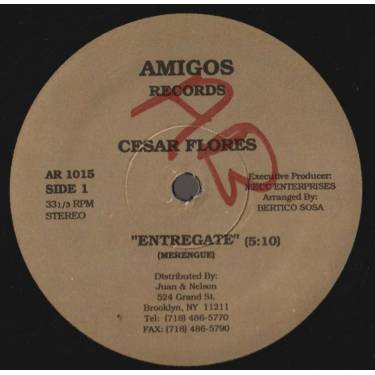 AMIGOS
RECORDS
CESAR FLORES
AR 1015
SIDE 1
33 1/3 RPM
STEREO
Executive Producer:
ENTERPRISES
Arranged By:
BERTICO SOSA
"ENTREGATE" (5:10)
(MERENGUE)
Distributed By:
Juan & Nelson
524 Grand St.
Brooklyn, NY 11211
Tel: (718) 486-5770
FAX: (718) 486-5790